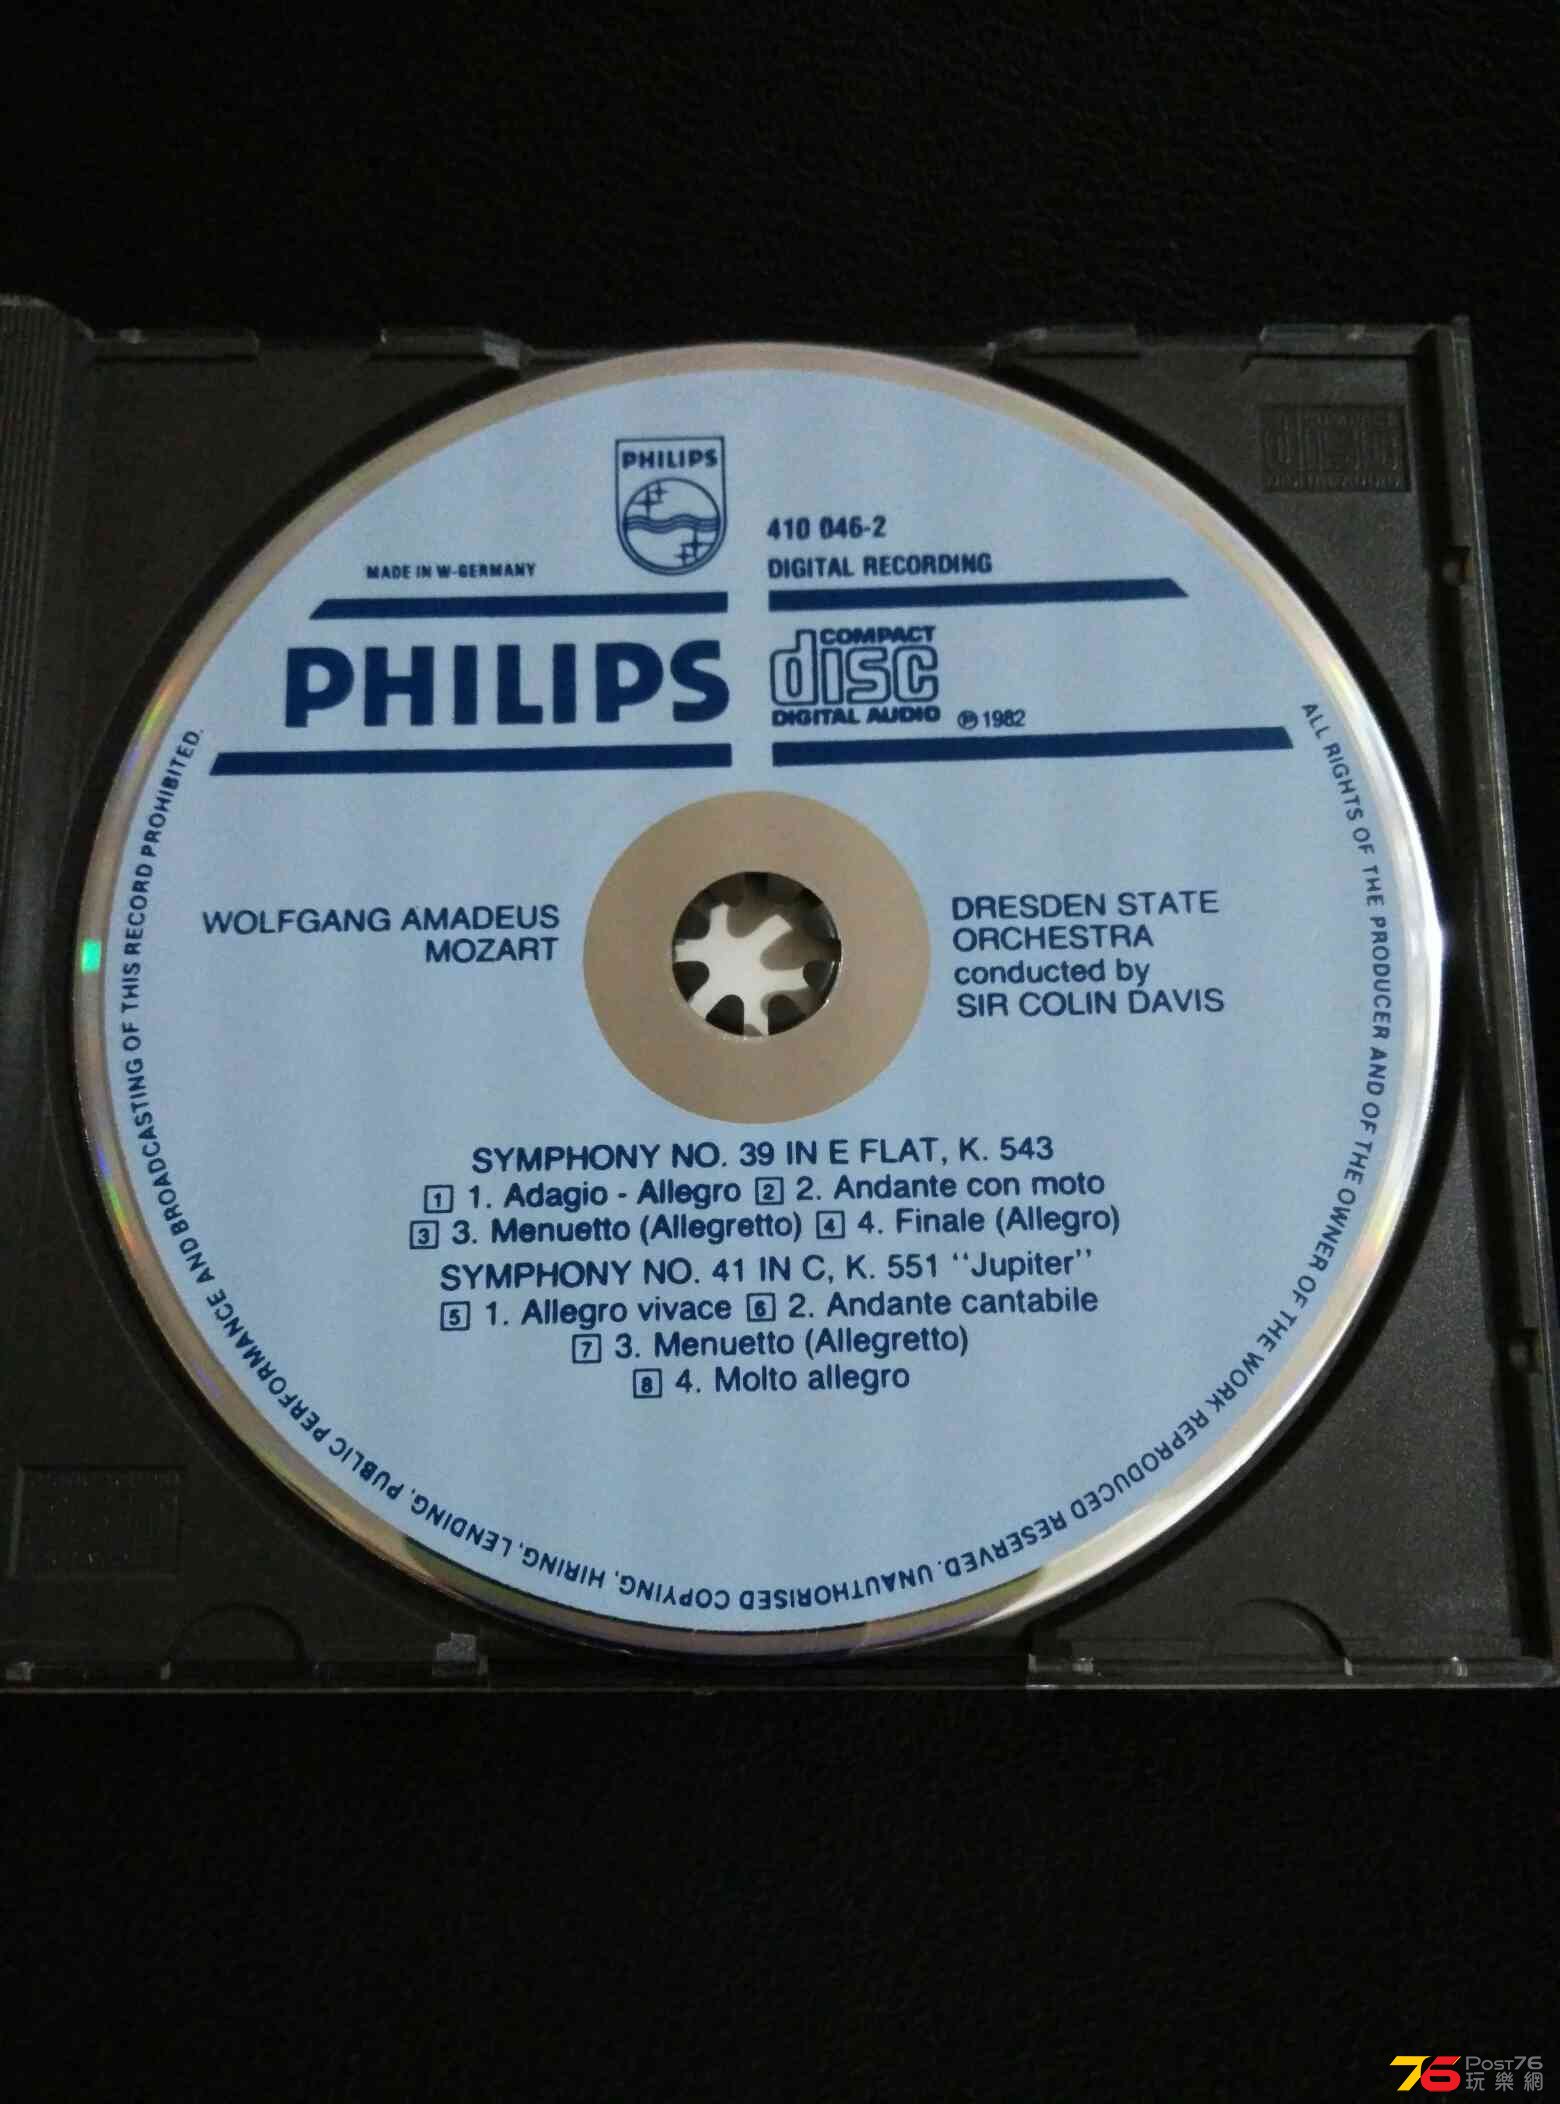 PHILIPS
410 046-2
MADE IN W-GERMANY
DIGITAL RECORDING
PHILIPS
COMPACT
disc
DIGITAL AUDIO
℗ 1982
WOLFGANG AMADEUS
MOZART
DRESDEN STATE
ORCHESTRA
conducted by
SIR COLIN DAVIS
SYMPHONY NO. 39 IN E FLAT, K. 543
1 1. Adagio - Allegro 2 2. Andante con moto
3 3. Menuetto (Allegretto) 4 4. Finale (Allegro)
SYMPHONY NO. 41 IN C, K. 551 "Jupiter"
5 1. Allegro vivace 6 2. Andante cantabile
7 3. Menuetto (Allegretto)
8 4. Molto allegro
ALL RIGHTS OF THE PRODUCER AND OF THE OWNER OF THE WORK REPRODUCED RESERVED. UNAUTHORISED COPYING, HIRING, LENDING, PUBLIC PERFORMANCE AND BROADCASTING OF THIS RECORD PROHIBITED.
76 Post76
玩樂網